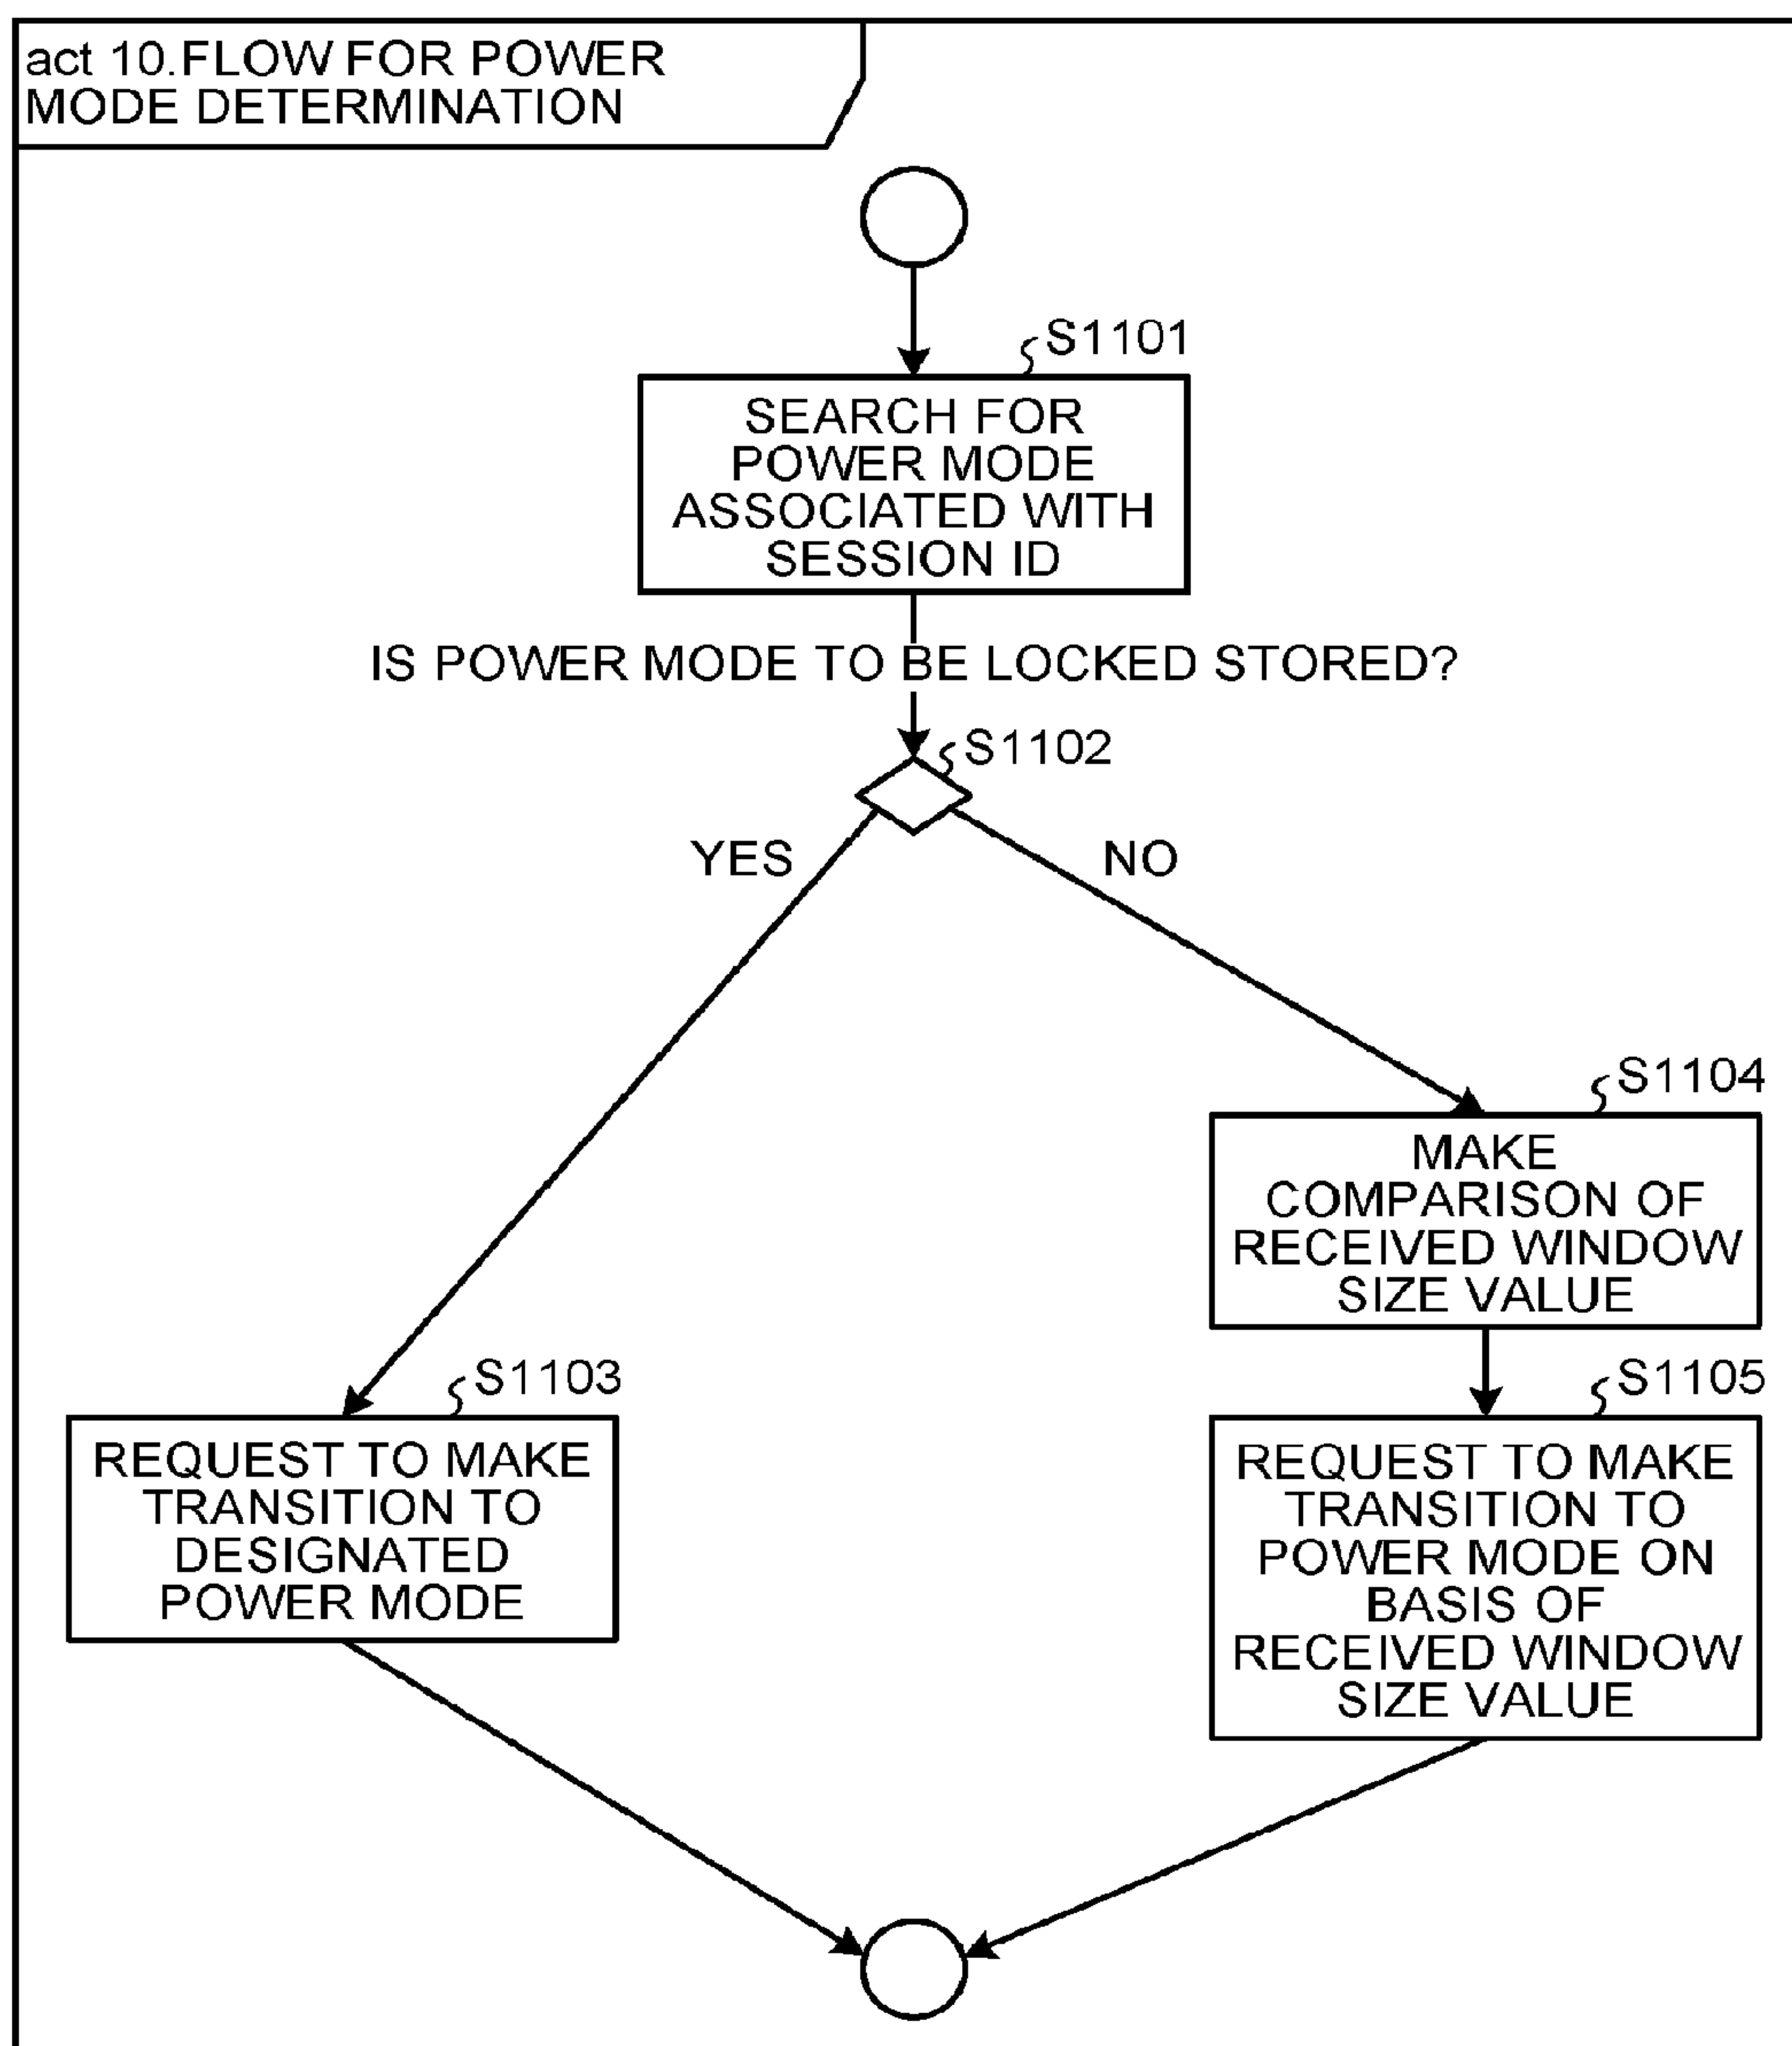 act 10.FLOW FOR POWER
MODE DETERMINATION
S1101
SEARCH FOR
POWER MODE
ASSOCIATED WITH
SESSION ID
IS POWER MODE TO BE LOCKED STORED?
S1102
YES
NO
S1104
MAKE
COMPARISON OF
RECEIVED WINDOW
SIZE VALUE
S1103
REQUEST TO MAKE
TRANSITION TO
DESIGNATED
POWER MODE
S1105
REQUEST TO MAKE
TRANSITION TO
POWER MODE ON
BASIS OF
RECEIVED WINDOW
SIZE VALUE